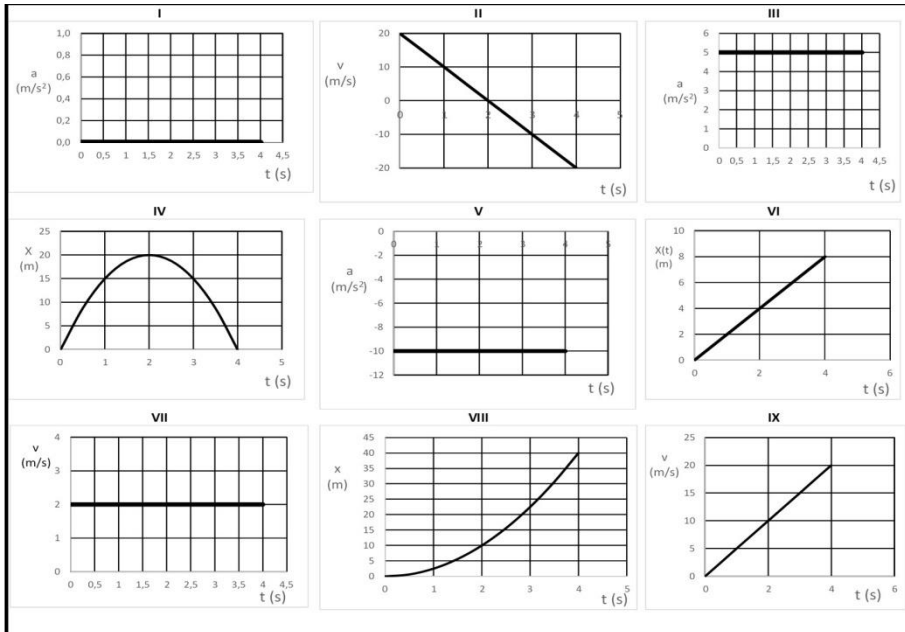 I
1,0
0,8
a
0,6
(m/s²)
0,4
0,2
0,0
0 0,5 1 1,5 2 2,5 3 3,5 4 4,5
t (s)
II
20
v
10
(m/s)
0
0 1 2 3 4 5
-10
-20
t (s)
III
6
5
4
a
3
(m/s²)
2
1
0
0 0,5 1 1,5 2 2,5 3 3,5 4 4,5
t (s)
IV
25
X
20
(m)
15
10
5
0
0 1 2 3 4 5
t (s)
V
0
0 1 2 3 4 5
-2
a
-4
(m/s²)
-6
-8
-10
-12
t (s)
VI
10
X(t)
8
(m)
6
4
2
0
0 2 4 6
t (s)
VII
4
v
(m/s)
3
2
1
0
0 0,5 1 1,5 2 2,5 3 3,5 4 4,5
t (s)
VIII
45
x
40
(m)
35
30
25
20
15
10
5
0
0 1 2 3 4 5
t (s)
IX
25
v
(m/s)
20
15
10
5
0
0 2 4 6
t (s)